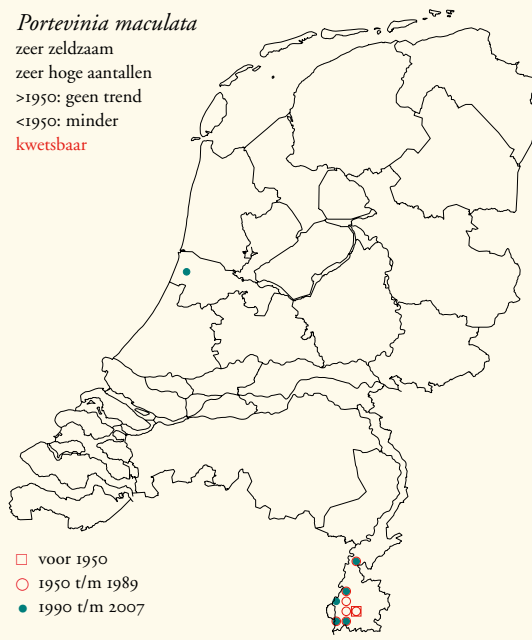 Portevinia maculata
zeer zeldzaam
zeer hoge aantallen
>1950: geen trend
<1950: minder
kwetsbaar
voor 1950
1950 t/m 1989
1990 t/m 2007